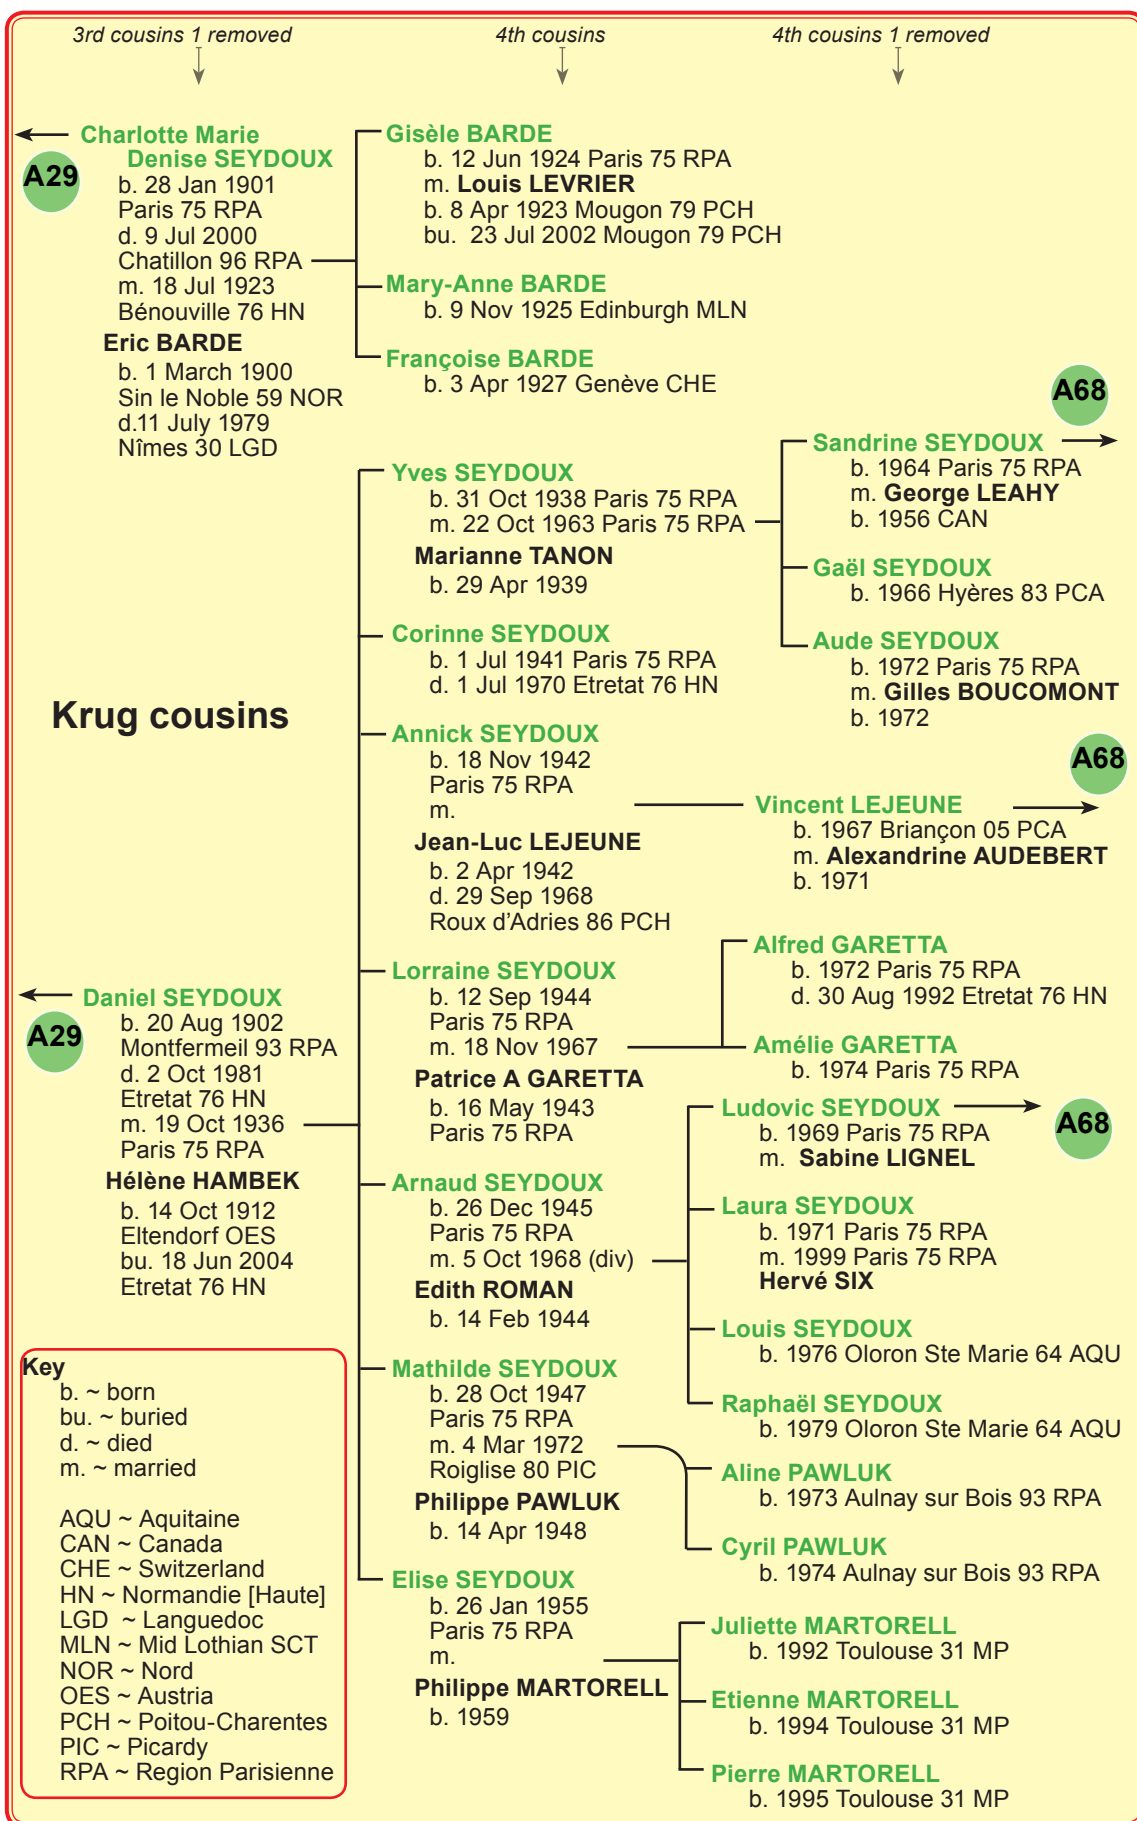 3rd cousins 1 removed
4th cousins
4th cousins 1 removed
Charlotte Marie
Denise SEYDOUX
A29
b. 28 Jan 1901
Paris 75 RPA
d. 9 Jul 2000
Chatillon 96 RPA
m. 18 Jul 1923
Bénouville 76 HN
Eric BARDE
b. 1 March 1900
Sin le Noble 59 NOR
d.11 July 1979
Nîmes 30 LGD
Gisèle BARDE
b. 12 Jun 1924 Paris 75 RPA
m. Louis LEVRIER
b. 8 Apr 1923 Mougon 79 PCH
bu. 23 Jul 2002 Mougon 79 PCH
Mary-Anne BARDE
b. 9 Nov 1925 Edinburgh MLN
Françoise BARDE
b. 3 Apr 1927 Genève CHE
Krug cousins
Daniel SEYDOUX
A29
b. 20 Aug 1902
Montfermeil 93 RPA
d. 2 Oct 1981
Etretat 76 HN
m. 19 Oct 1936
Paris 75 RPA
Hélène HAMBEK
b. 14 Oct 1912
Eltendorf OES
bu. 18 Jun 2004
Etretat 76 HN
Yves SEYDOUX
b. 31 Oct 1938 Paris 75 RPA
m. 22 Oct 1963 Paris 75 RPA
Marianne TANON
b. 29 Apr 1939
A68
Sandrine SEYDOUX
b. 1964 Paris 75 RPA
m. George LEAHY
b. 1956 CAN
Gaël SEYDOUX
b. 1966 Hyères 83 PCA
Aude SEYDOUX
b. 1972 Paris 75 RPA
m. Gilles BOUCOMONT
b. 1972
Corinne SEYDOUX
b. 1 Jul 1941 Paris 75 RPA
d. 1 Jul 1970 Etretat 76 HN
Annick SEYDOUX
b. 18 Nov 1942
Paris 75 RPA
m.
Jean-Luc LEJEUNE
b. 2 Apr 1942
d. 29 Sep 1968
Roux d'Adries 86 PCH
A68
Vincent LEJEUNE
b. 1967 Briançon 05 PCA
m. Alexandrine AUDEBERT
b. 1971
Lorraine SEYDOUX
b. 12 Sep 1944
Paris 75 RPA
m. 18 Nov 1967
Patrice A GARETTA
b. 16 May 1943
Paris 75 RPA
Alfred GARETTA
b. 1972 Paris 75 RPA
d. 30 Aug 1992 Etretat 76 HN
Amélie GARETTA
b. 1974 Paris 75 RPA
Arnaud SEYDOUX
b. 26 Dec 1945
Paris 75 RPA
m. 5 Oct 1968 (div)
Edith ROMAN
b. 14 Feb 1944
Ludovic SEYDOUX
A68
b. 1969 Paris 75 RPA
m. Sabine LIGNEL
Laura SEYDOUX
b. 1971 Paris 75 RPA
m. 1999 Paris 75 RPA
Hervé SIX
Louis SEYDOUX
b. 1976 Oloron Ste Marie 64 AQU
Raphaël SEYDOUX
b. 1979 Oloron Ste Marie 64 AQU
Mathilde SEYDOUX
b. 28 Oct 1947
Paris 75 RPA
m. 4 Mar 1972
Roiglise 80 PIC
Philippe PAWLUK
b. 14 Apr 1948
Aline PAWLUK
b. 1973 Aulnay sur Bois 93 RPA
Cyril PAWLUK
b. 1974 Aulnay sur Bois 93 RPA
Elise SEYDOUX
b. 26 Jan 1955
Paris 75 RPA
m.
Philippe MARTORELL
b. 1959
Juliette MARTORELL
b. 1992 Toulouse 31 MP
Etienne MARTORELL
b. 1994 Toulouse 31 MP
Pierre MARTORELL
b. 1995 Toulouse 31 MP
Key
b. ~ born
bu. ~ buried
d. ~ died
m. ~ married
AQU ~ Aquitaine
CAN ~ Canada
CHE ~ Switzerland
HN ~ Normandie [Haute]
LGD ~ Languedoc
MLN ~ Mid Lothian SCT
NOR ~ Nord
OES ~ Austria
PCH ~ Poitou-Charentes
PIC ~ Picardy
RPA ~ Region Parisienne